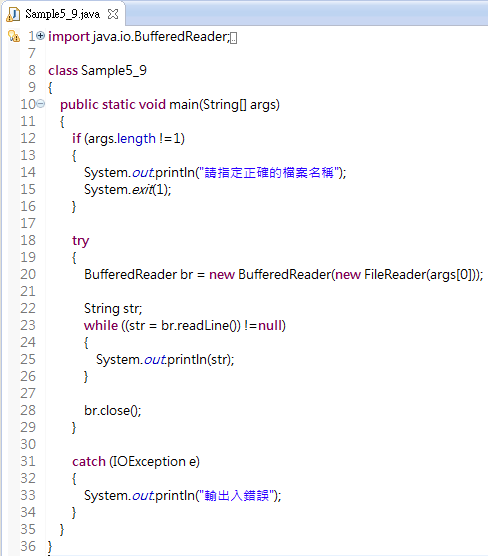 Sample5_9.java
1 import java.io.BufferedReader;
7
8 class Sample5_9
9 {
10 public static void main(String[] args)
11 {
12 if (args.length !=1)
13 {
14 System.out.println("請指定正確的檔案名稱");
15 System.exit(1);
16 }
17
18 try
19 {
20 BufferedReader br = new BufferedReader(new FileReader(args[0]));
21
22 String str;
23 while ((str = br.readLine()) !=null)
24 {
25 System.out.println(str);
26 }
27
28 br.close();
29 }
30
31 catch (IOException e)
32 {
33 System.out.println("輸出入錯誤");
34 }
35 }
36 }